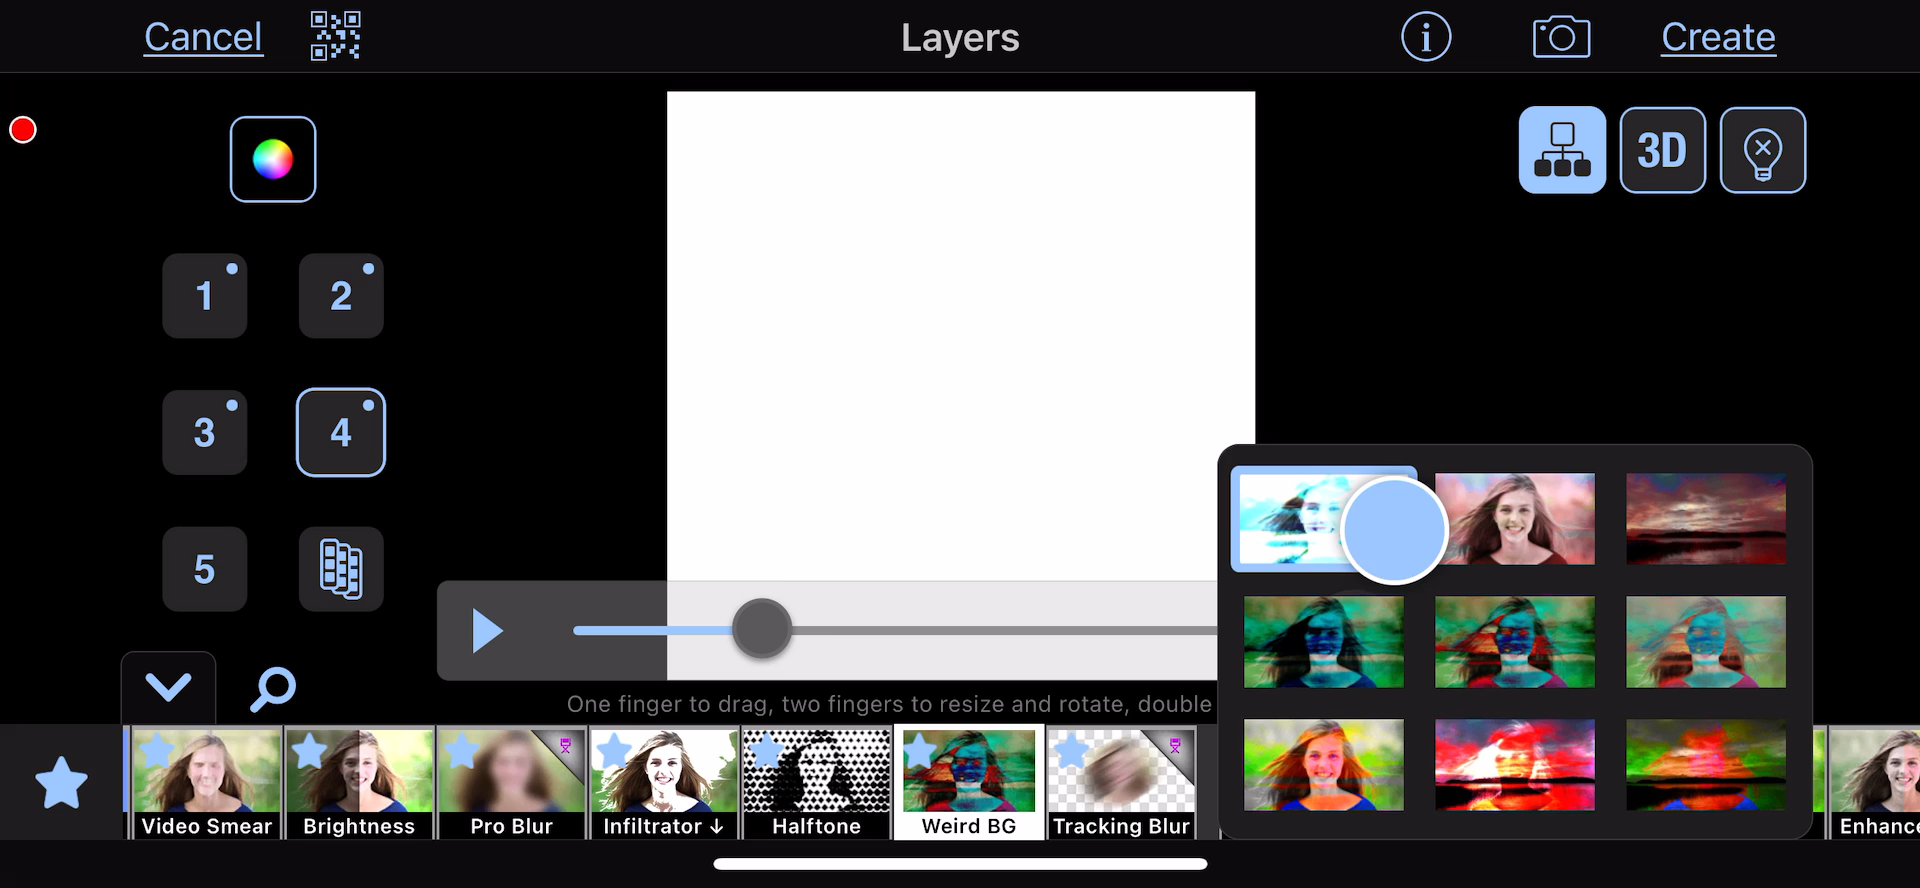 Cancel
Layers
Create
3D
1
2
3
4
5
One finger to drag, two fingers to resize and rotate, double
Video Smear
Brightness
Pro Blur
Infiltrator ↓
Halftone
Weird BG
Tracking Blur
Enhance